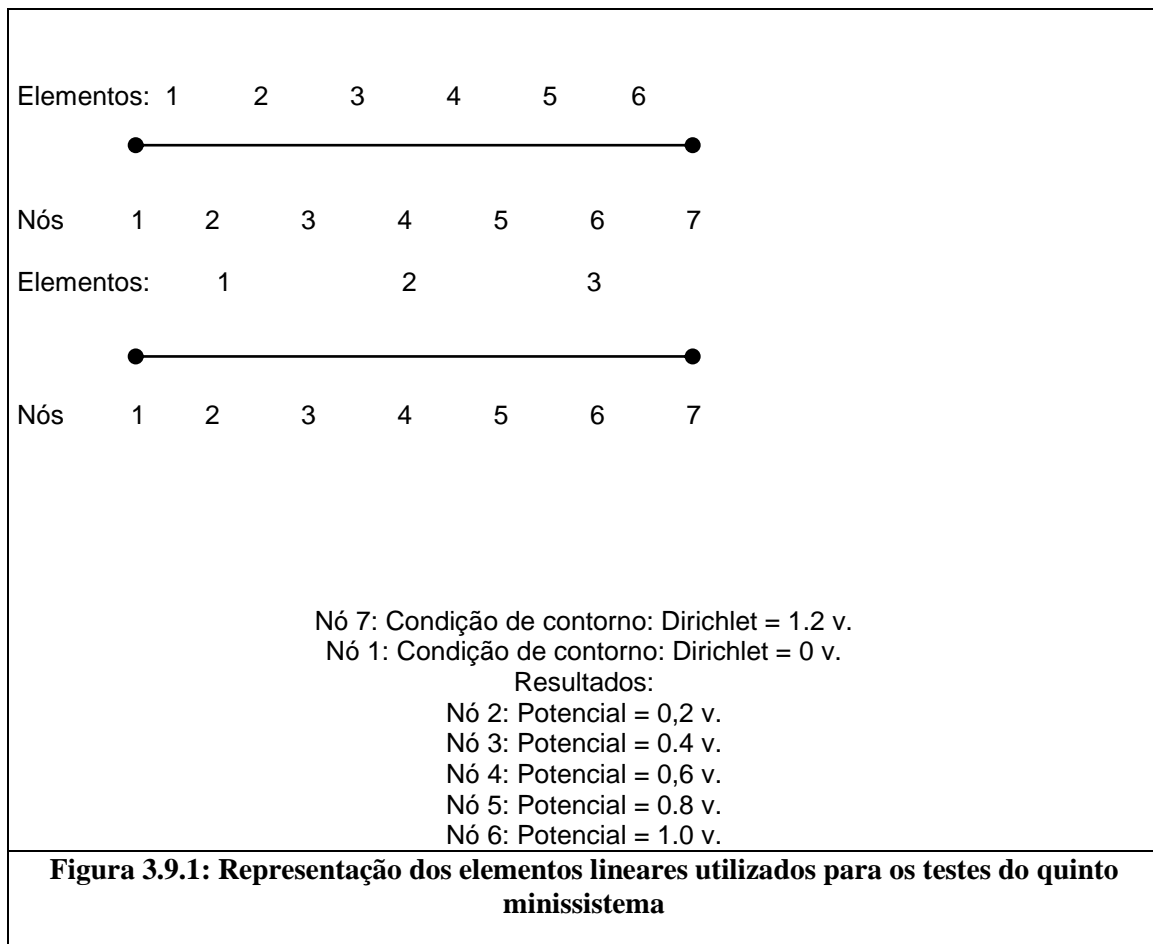 Elementos: 1 2 3 4 5 6
Nós 1 2 3 4 5 6 7
Elementos: 1 2 3
Nós 1 2 3 4 5 6 7
Nó 7: Condição de contorno: Dirichlet = 1.2 v.
Nó 1: Condição de contorno: Dirichlet = 0 v.
Resultados:
Nó 2: Potencial = 0,2 v.
Nó 3: Potencial = 0.4 v.
Nó 4: Potencial = 0,6 v.
Nó 5: Potencial = 0.8 v.
Nó 6: Potencial = 1.0 v.
Figura 3.9.1: Representação dos elementos lineares utilizados para os testes do quinto
minissistema